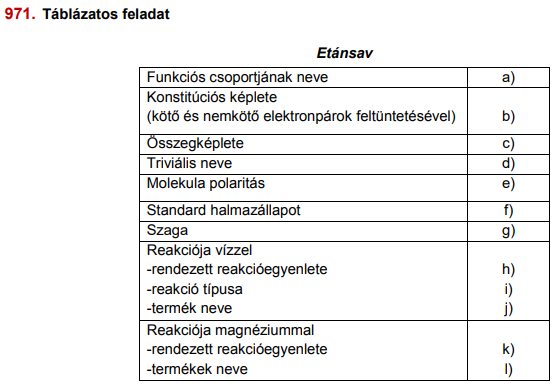 971. Táblázatos feladat
Etánsav
Funkciós csoportjának neve a)
Konstitúciós képlete
(kötő és nemkötő elektronpárok feltüntetésével) b)
Összegképlete c)
Triviális neve d)
Molekula polaritás e)
Standard halmazállapot f)
Szaga g)
Reakciója vízzel
-rendezett reakcióegyenlete h)
-reakció típusa i)
-termék neve j)
Reakciója magnéziummal
-rendezett reakcióegyenlete k)
-termékek neve l)